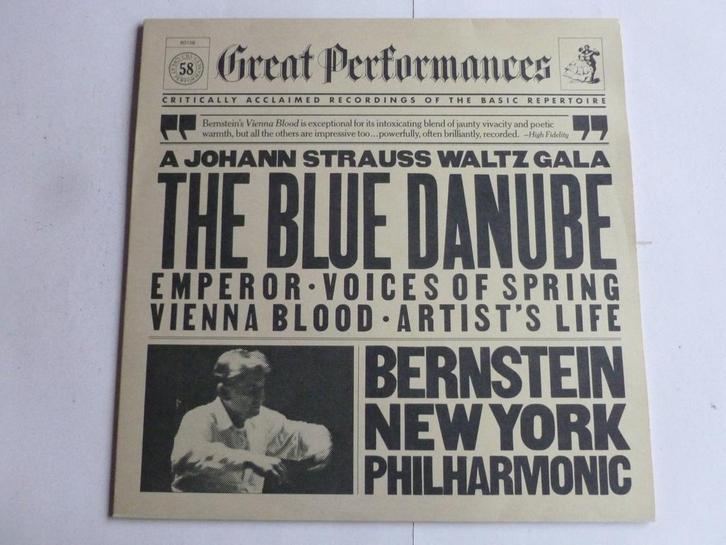 58
Great Performances
CRITICALLY ACCLAIMED RECORDINGS OF THE BASIC REPERTOIRE
" Bernstein's Vienna Blood is exceptional for its intoxicating blend of jaunty vivacity and poetic "
warmth, but all the others are impressive too...powerfully, often brilliantly, recorded. –High Fidelity
A JOHANN STRAUSS WALTZ GALA
THE BLUE DANUBE
EMPEROR · VOICES OF SPRING
VIENNA BLOOD · ARTIST'S LIFE
BERNSTEIN
NEW YORK
PHILHARMONIC